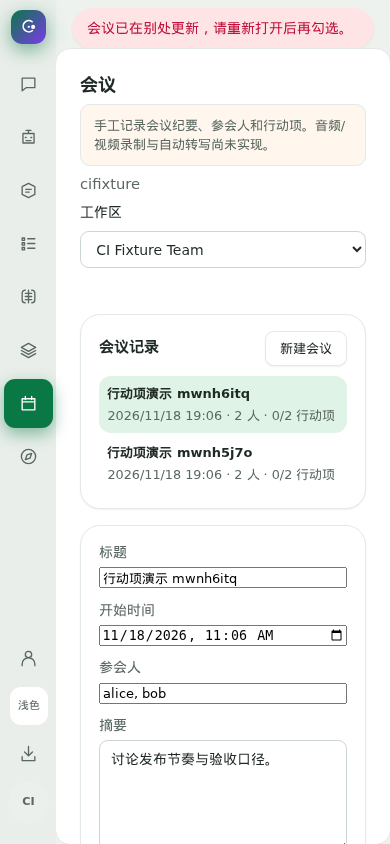 会议已在别处更新，请重新打开后再勾选。
会议
手工记录会议纪要、参会人和行动项。音频/
视频录制与自动转写尚未实现。
cifixture
工作区
CI Fixture Team
会议记录
新建会议
行动项演示 mwnh6itq
2026/11/18 19:06 · 2 人 · 0/2 行动项
行动项演示 mwnh5j7o
2026/11/18 19:06 · 2 人 · 0/2 行动项
标题
行动项演示 mwnh6itq
开始时间
11/18/2026, 11:06 AM
参会人
alice, bob
摘要
讨论发布节奏与验收口径。
浅色
CI